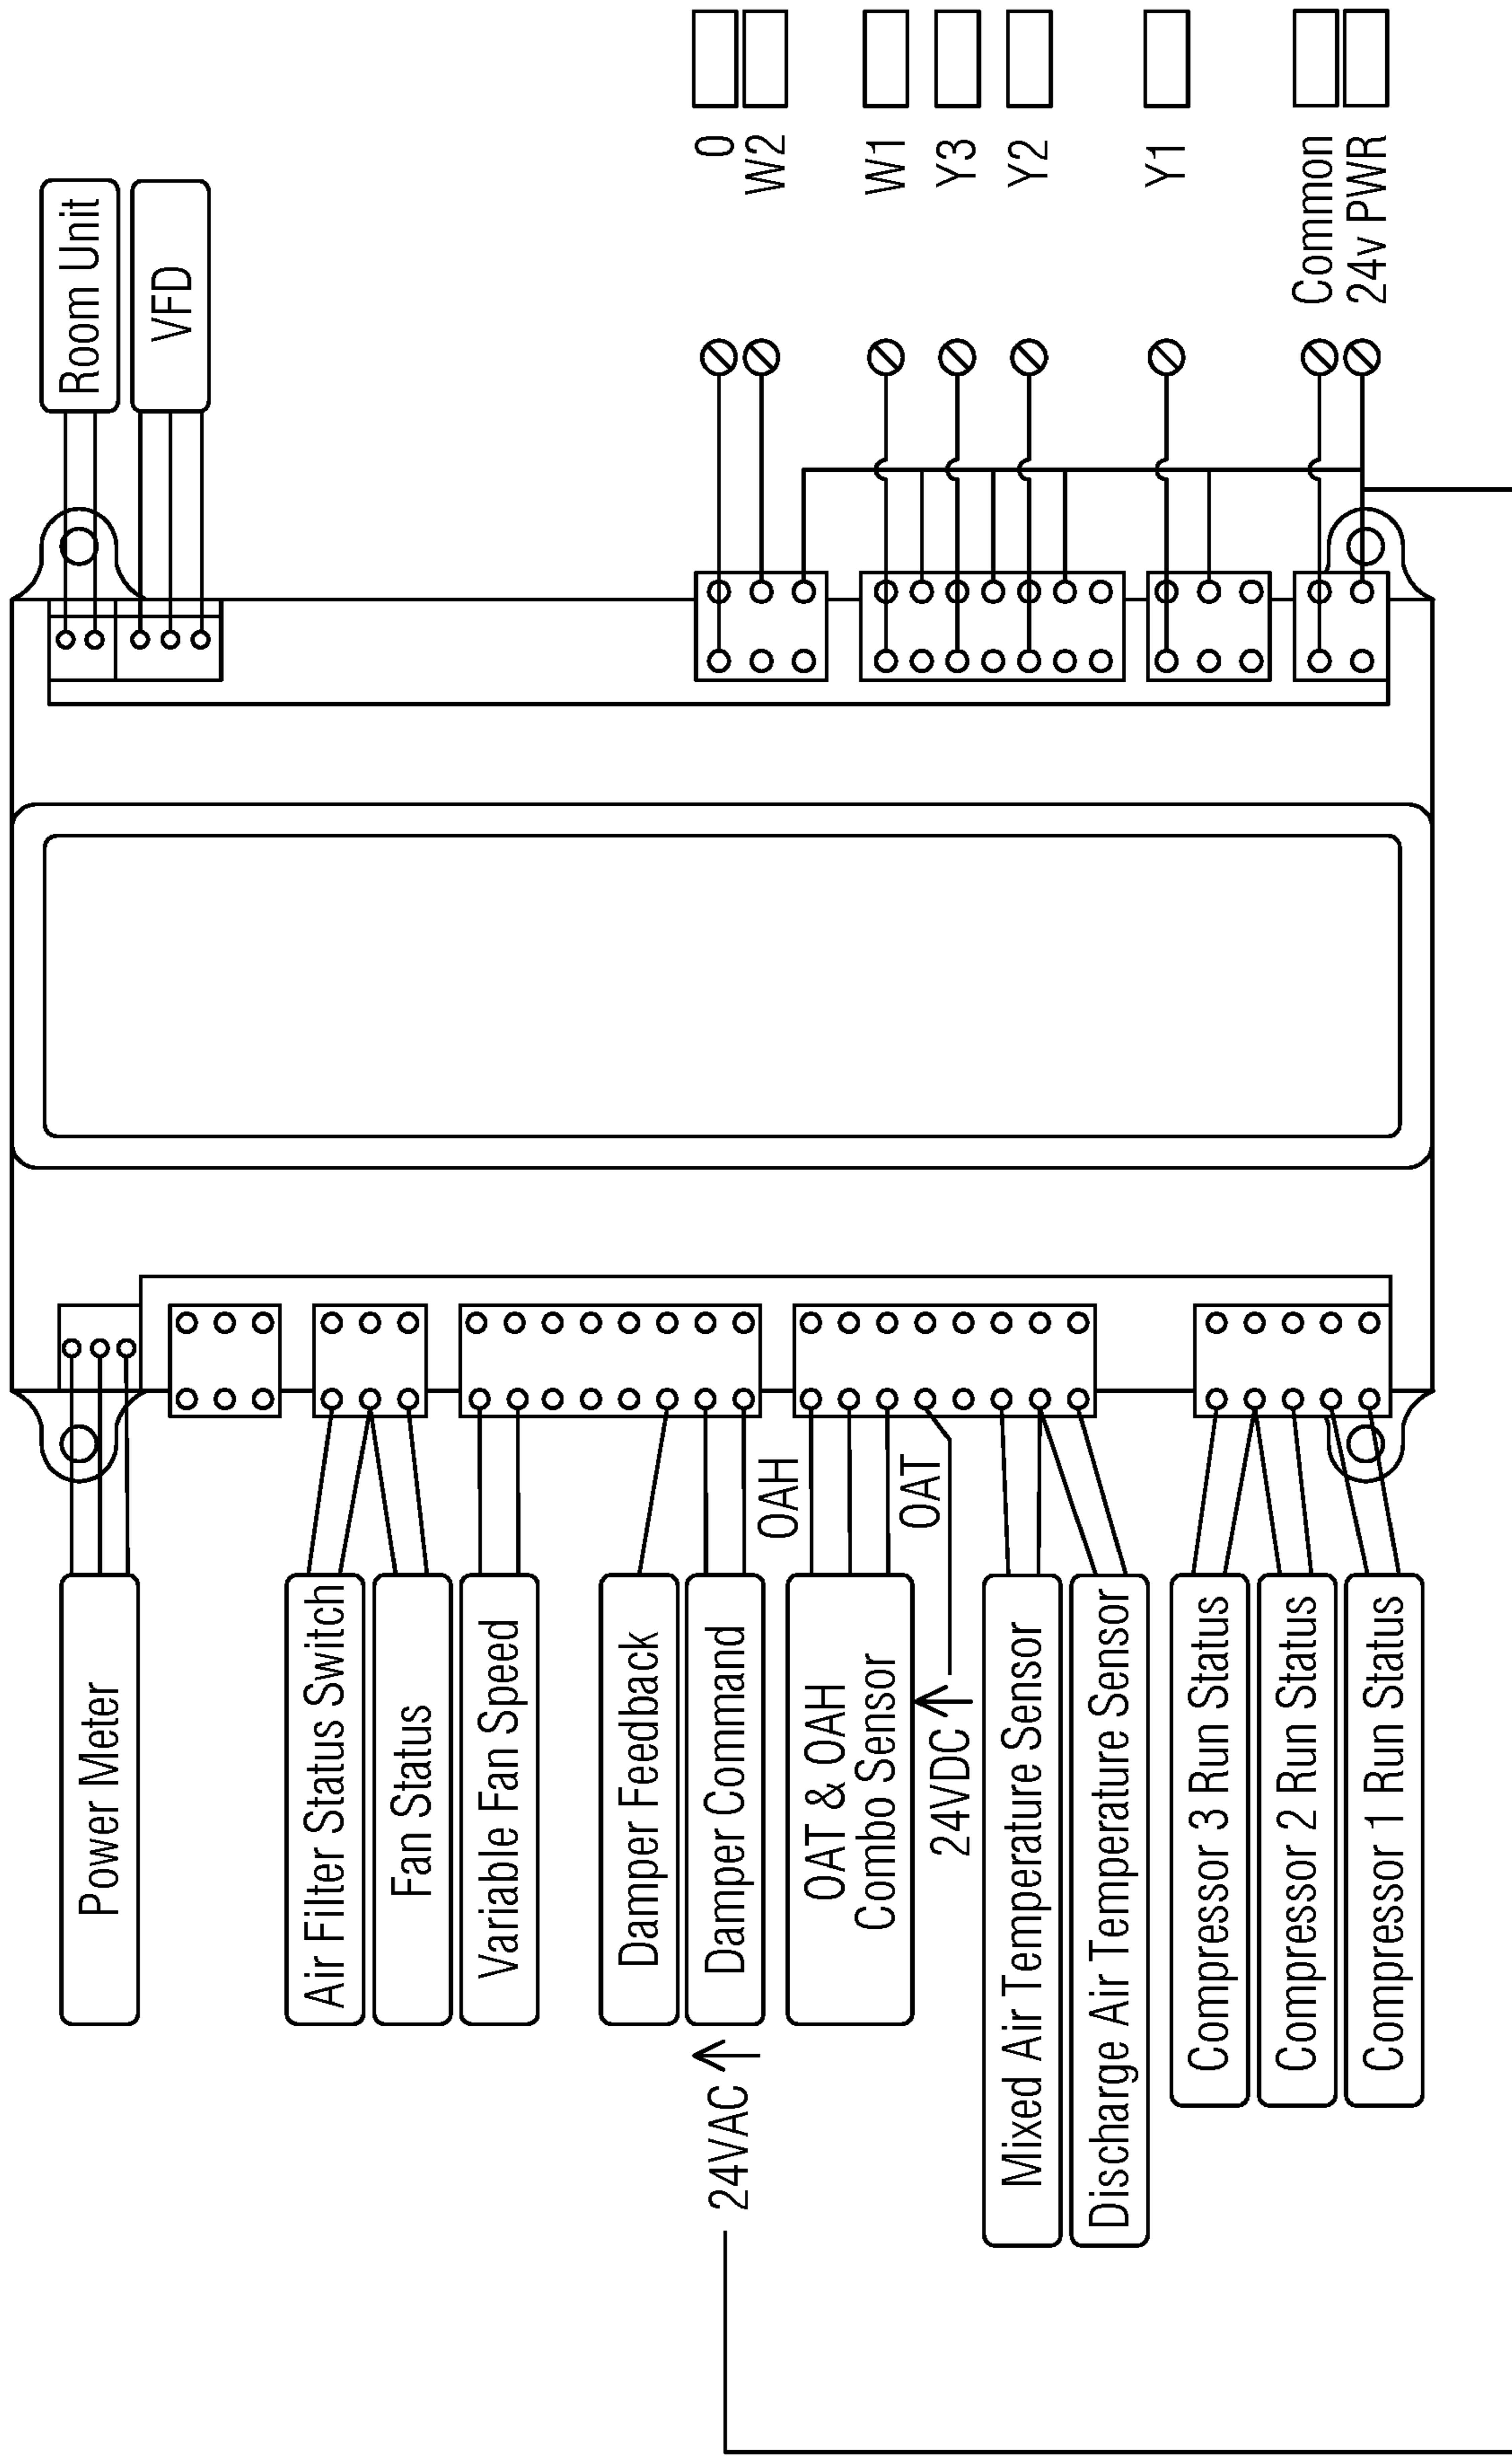 Room Unit
VFD
0
W2
W1
Y3
Y2
Y1
Common
24v PWR
Power Meter
Air Filter Status Switch
Fan Status
Variable Fan Speed
Damper Feedback
Damper Command
24VAC
OAH
OAT & OAH
Combo Sensor
OAT
24VDC
Mixed Air Temperature Sensor
Discharge Air Temperature Sensor
Compressor 3 Run Status
Compressor 2 Run Status
Compressor 1 Run Status